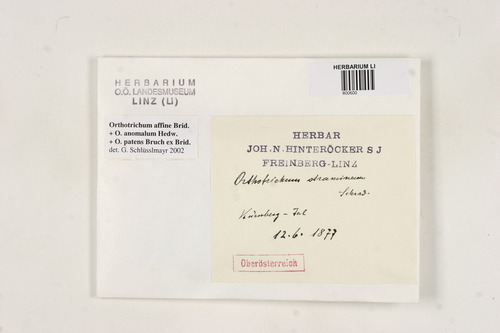 HERBARIUM
O.Ö. LANDESMUSEUM
LINZ (LI)
HERBARIUM LI
Orthotrichum affine Brid.
+ O. anomalum Hedw.
+ O. patens Bruch ex Brid.
det. G. Schlüsslmayr 2002
HERBAR
JOH. N. HINTERÖCKER S J
FREINBERG-LINZ
Orthotrichum stramineum
12.6. 1877
Oberösterreich